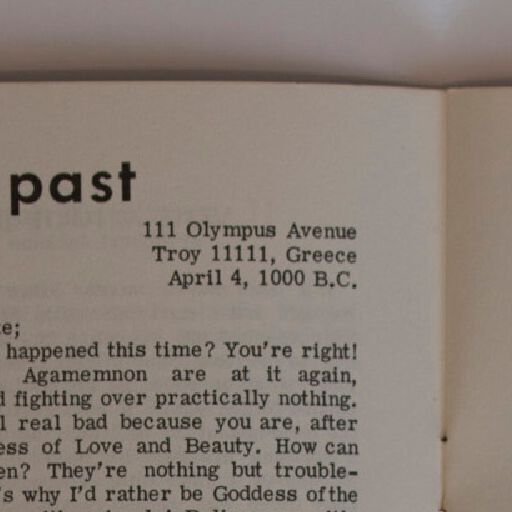 past
111 Olympus Avenue
Troy 11111, Greece
April 4, 1000 B.C.
e;
happened this time? You're right!
Agamemnon are at it again,
fighting over practically nothing.
l real bad because you are, after
ess of Love and Beauty. How can
en? They're nothing but trouble-
's why I'd rather be Goddess of the